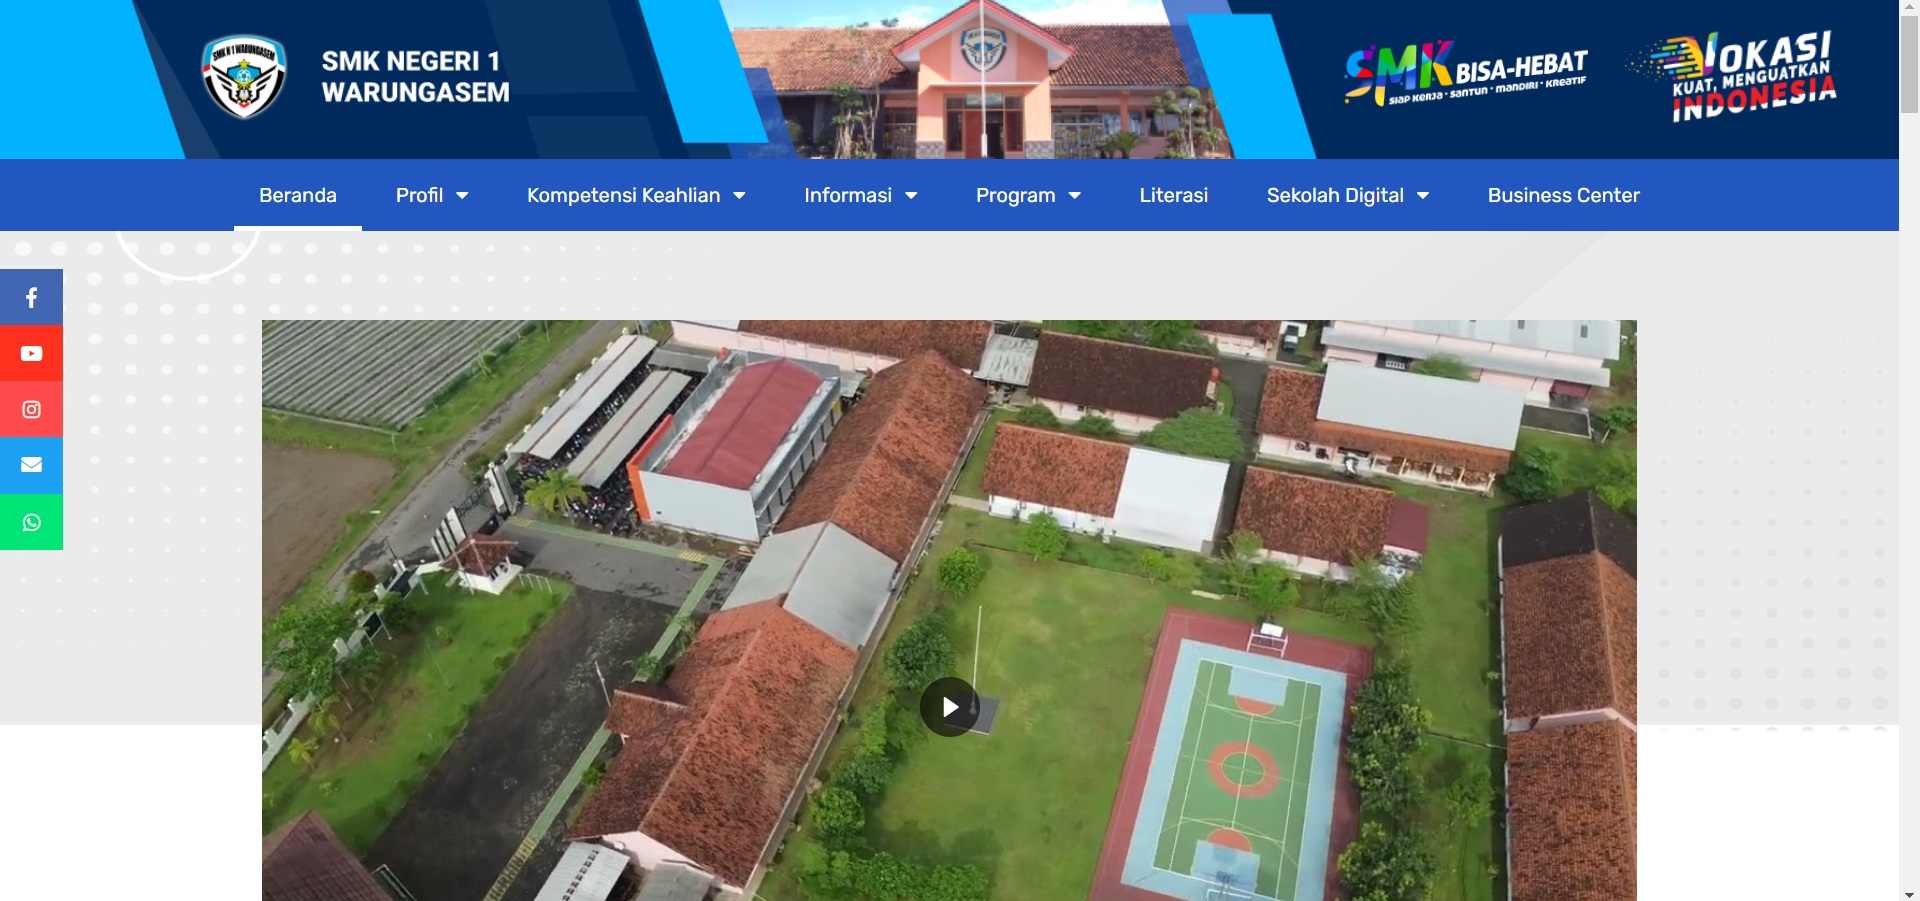 SMK N 1 WARUNGASEM
SMK NEGERI 1
WARUNGASEM
SMK BISA-HEBAT
SIAP KERJA • SANTUN • MANDIRI • KREATIF
VOKASI
KUAT, MENGUATKAN
INDONESIA
Beranda
Profil
Kompetensi Keahlian
Informasi
Program
Literasi
Sekolah Digital
Business Center